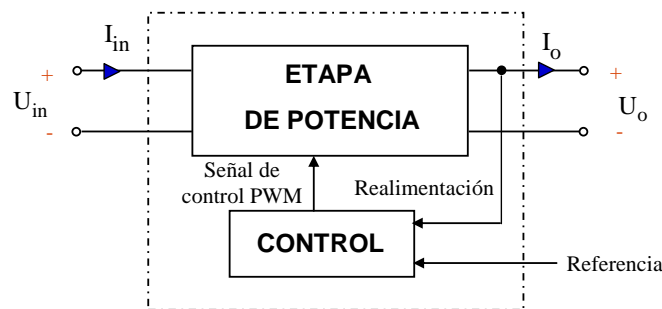 I_in
I_o
+
ETAPA
DE POTENCIA
+
U_in
U_o
-
-
Señal de
control PWM
Realimentación
CONTROL
Referencia